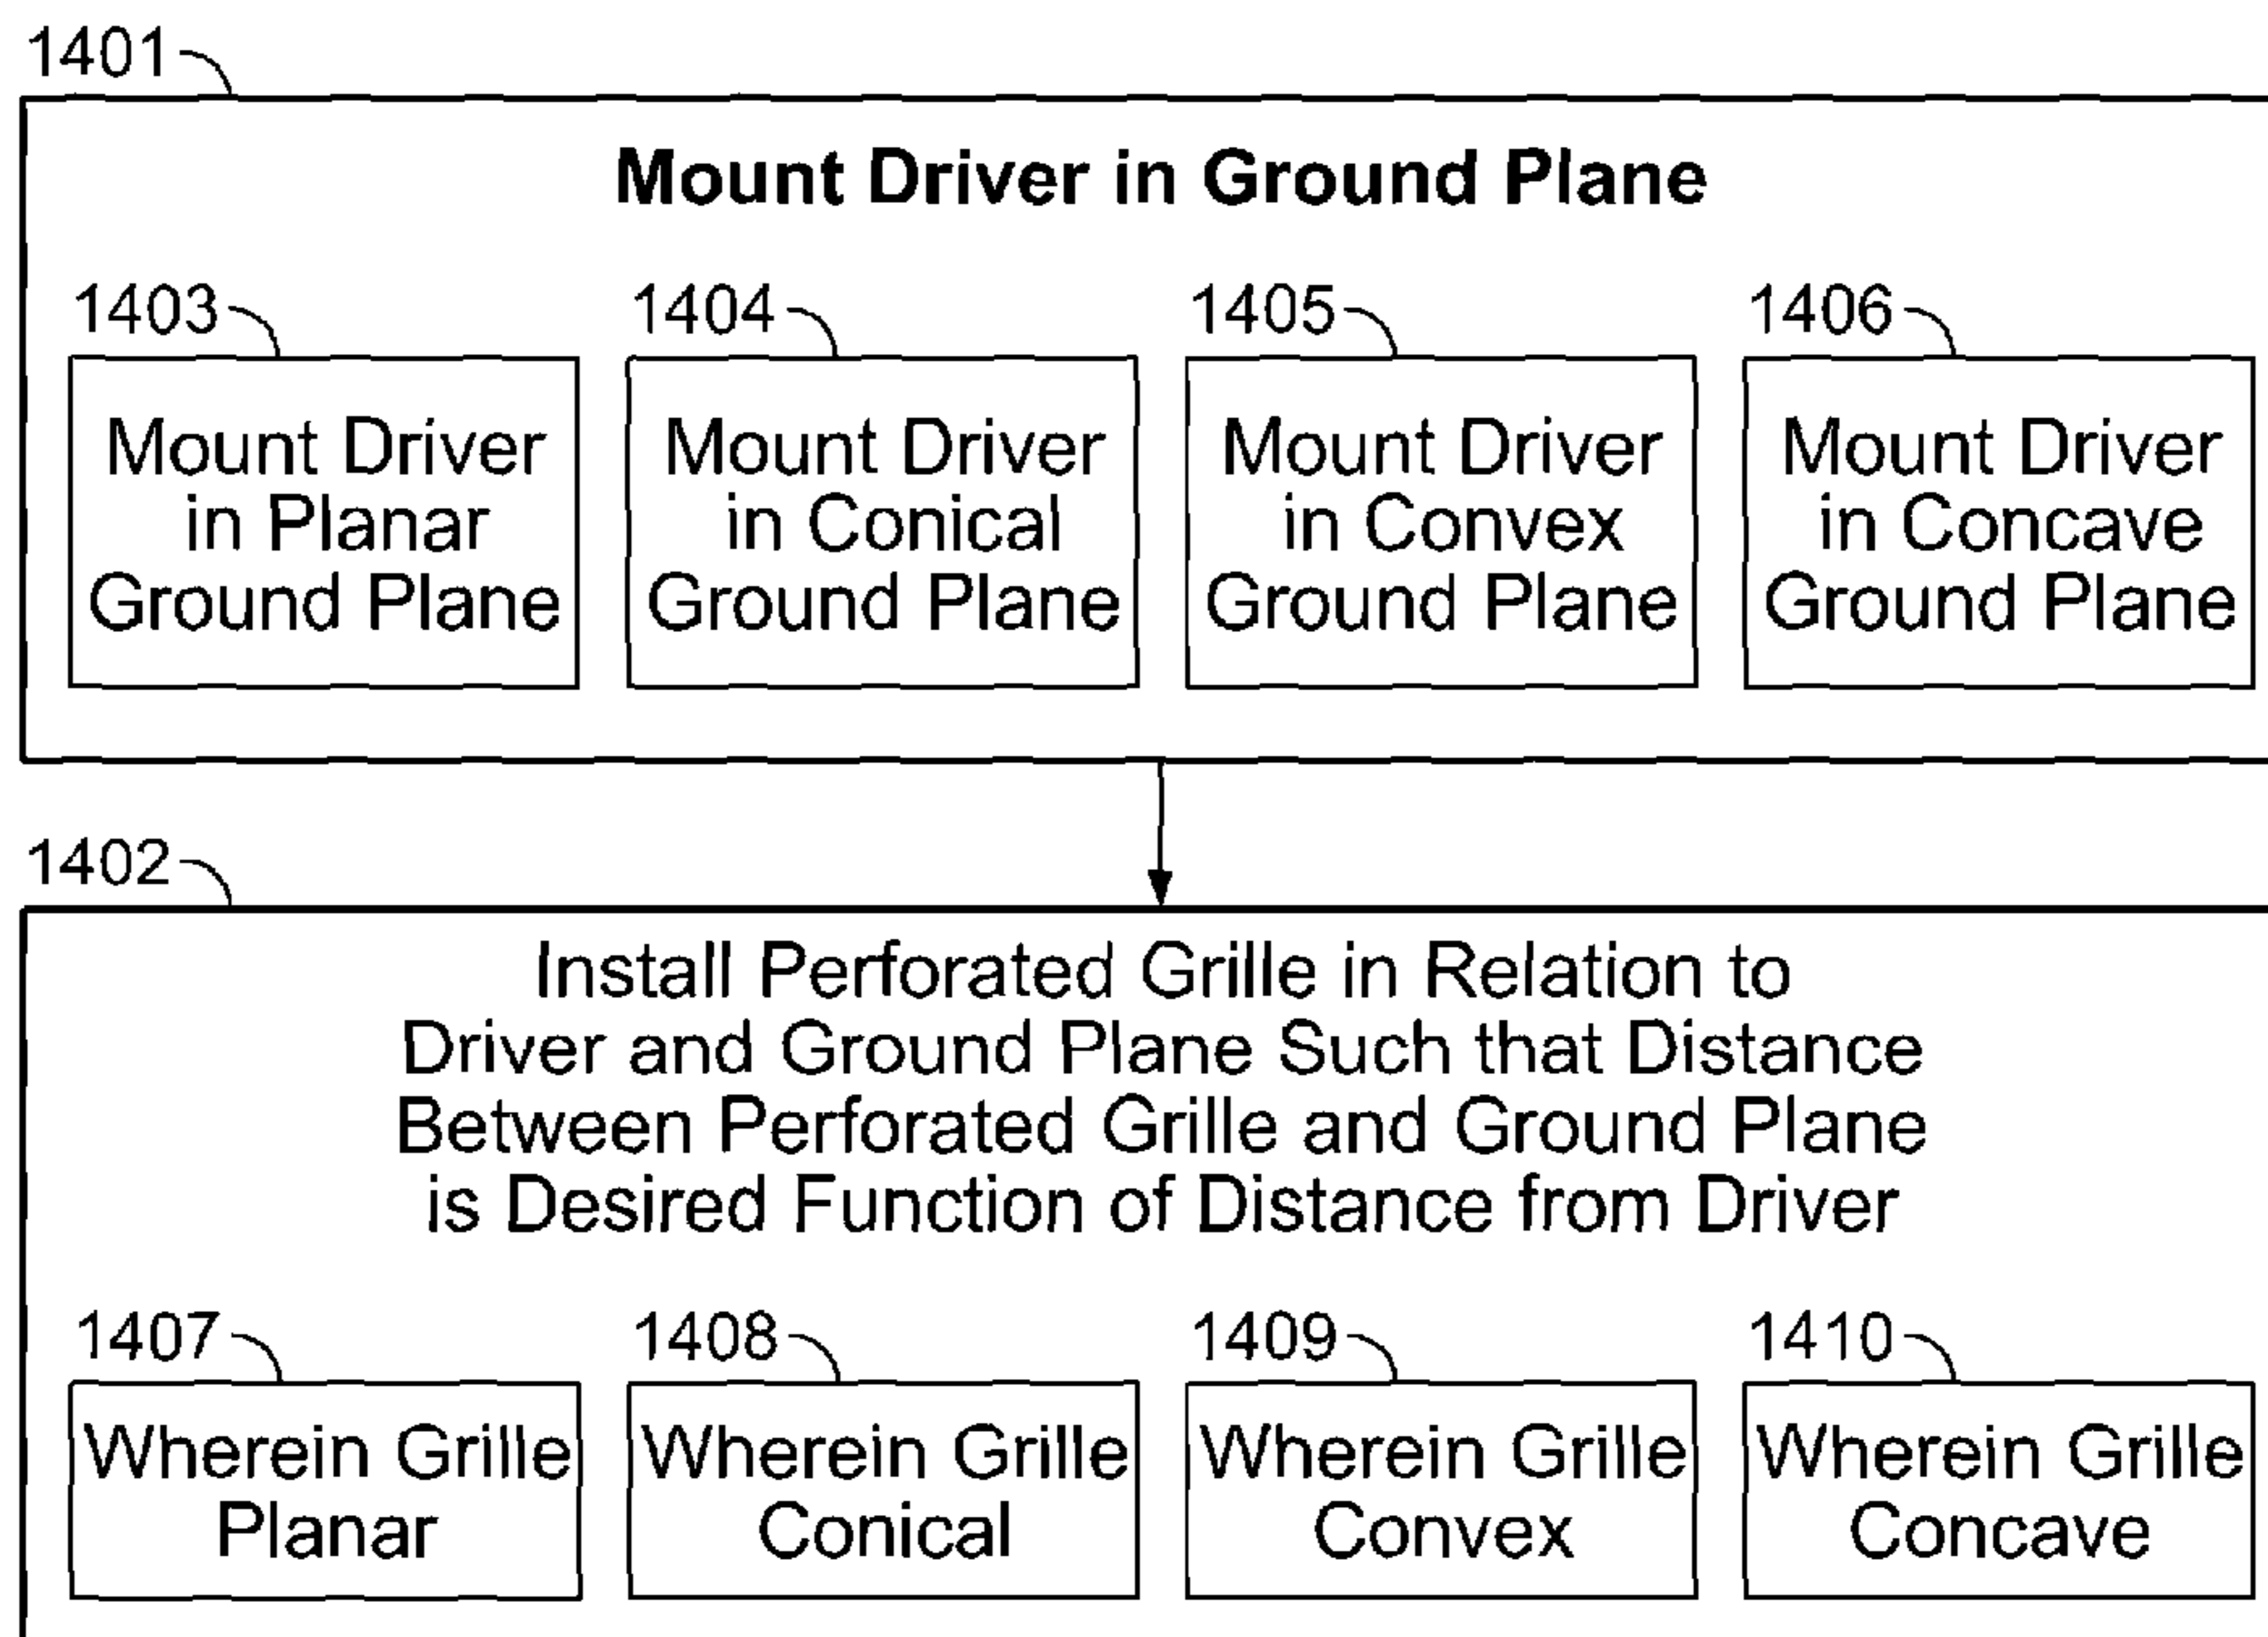 1401
Mount Driver in Ground Plane
1403
Mount Driver
in Planar
Ground Plane
1404
Mount Driver
in Conical
Ground Plane
1405
Mount Driver
in Convex
Ground Plane
1406
Mount Driver
in Concave
Ground Plane
1402
Install Perforated Grille in Relation to
Driver and Ground Plane Such that Distance
Between Perforated Grille and Ground Plane
is Desired Function of Distance from Driver
1407
Wherein Grille
Planar
1408
Wherein Grille
Conical
1409
Wherein Grille
Convex
1410
Wherein Grille
Concave